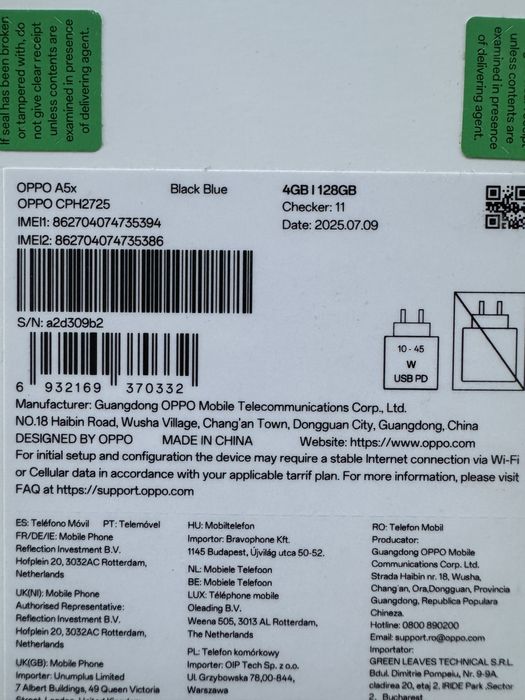 If seal has been broken
or tampered with, do
not give clear receipt
unless contents are
examined in presence
of delivering agent.
unless contents are
examined in presence
of delivering agent.
OPPO A5x Black Blue 4GB | 128GB
OPPO CPH2725 Checker: 11
IMEI1: 862704074735394 Date: 2025.07.09
IMEI2: 862704074735386
S/N: a2d309b2
6 932169 370332
10 - 45
W
USB PD
Manufacturer: Guangdong OPPO Mobile Telecommunications Corp., Ltd.
NO.18 Haibin Road, Wusha Village, Chang'an Town, Dongguan City, Guangdong, China
DESIGNED BY OPPO MADE IN CHINA Website: https://www.oppo.com
For initial setup and configuration the device may require a stable Internet connection via Wi-Fi
or Cellular data in accordance with your applicable tarrif plan. For more information, please visit
FAQ at https://support.oppo.com
ES: Teléfono Móvil PT: Telemóvel
FR/DE/IE: Mobile Phone
Reflection Investment B.V.
Hofplein 20, 3032AC Rotterdam,
Netherlands
UK(NI): Mobile Phone
Authorised Representative:
Reflection Investment B.V.
Hofplein 20, 3032AC Rotterdam,
Netherlands
UK(GB): Mobile Phone
Importer: Unumplus Limited
7 Albert Buildings, 49 Queen Victoria
HU: Mobiltelefon
Importor: Bravophone Kft.
1145 Budapest, Újvilág utca 50-52.
NL: Mobiele Telefoon
BE: Mobiele Telefoon
LUX: Téléphone mobile
Oleading B.V.
Weena 505, 3013 AL Rotterdam,
The Netherlands
PL: Telefon komórkowy
Importer: OIP Tech Sp. z o.o.
Ul. Grzybowska 78,00-844,
Warszawa
RO: Telefon Mobil
Producator:
Guangdong OPPO Mobile
Communications Corp. Ltd.
Strada Haibin nr. 18, Wusha,
Chang'an, Ora,Dongguan, Provincia
Guangdong, Republica Populara
Chineza.
Hotline: 0800 890200
Email: support.ro@oppo.com
Importator:
GREEN LEAVES TECHNICAL S.R.L
Bdul. Dimitrie Pompeiu, Nr. 9-9A
cladirea 20, etaj 2, IRIDE Park ,Sector
2, Bucharest